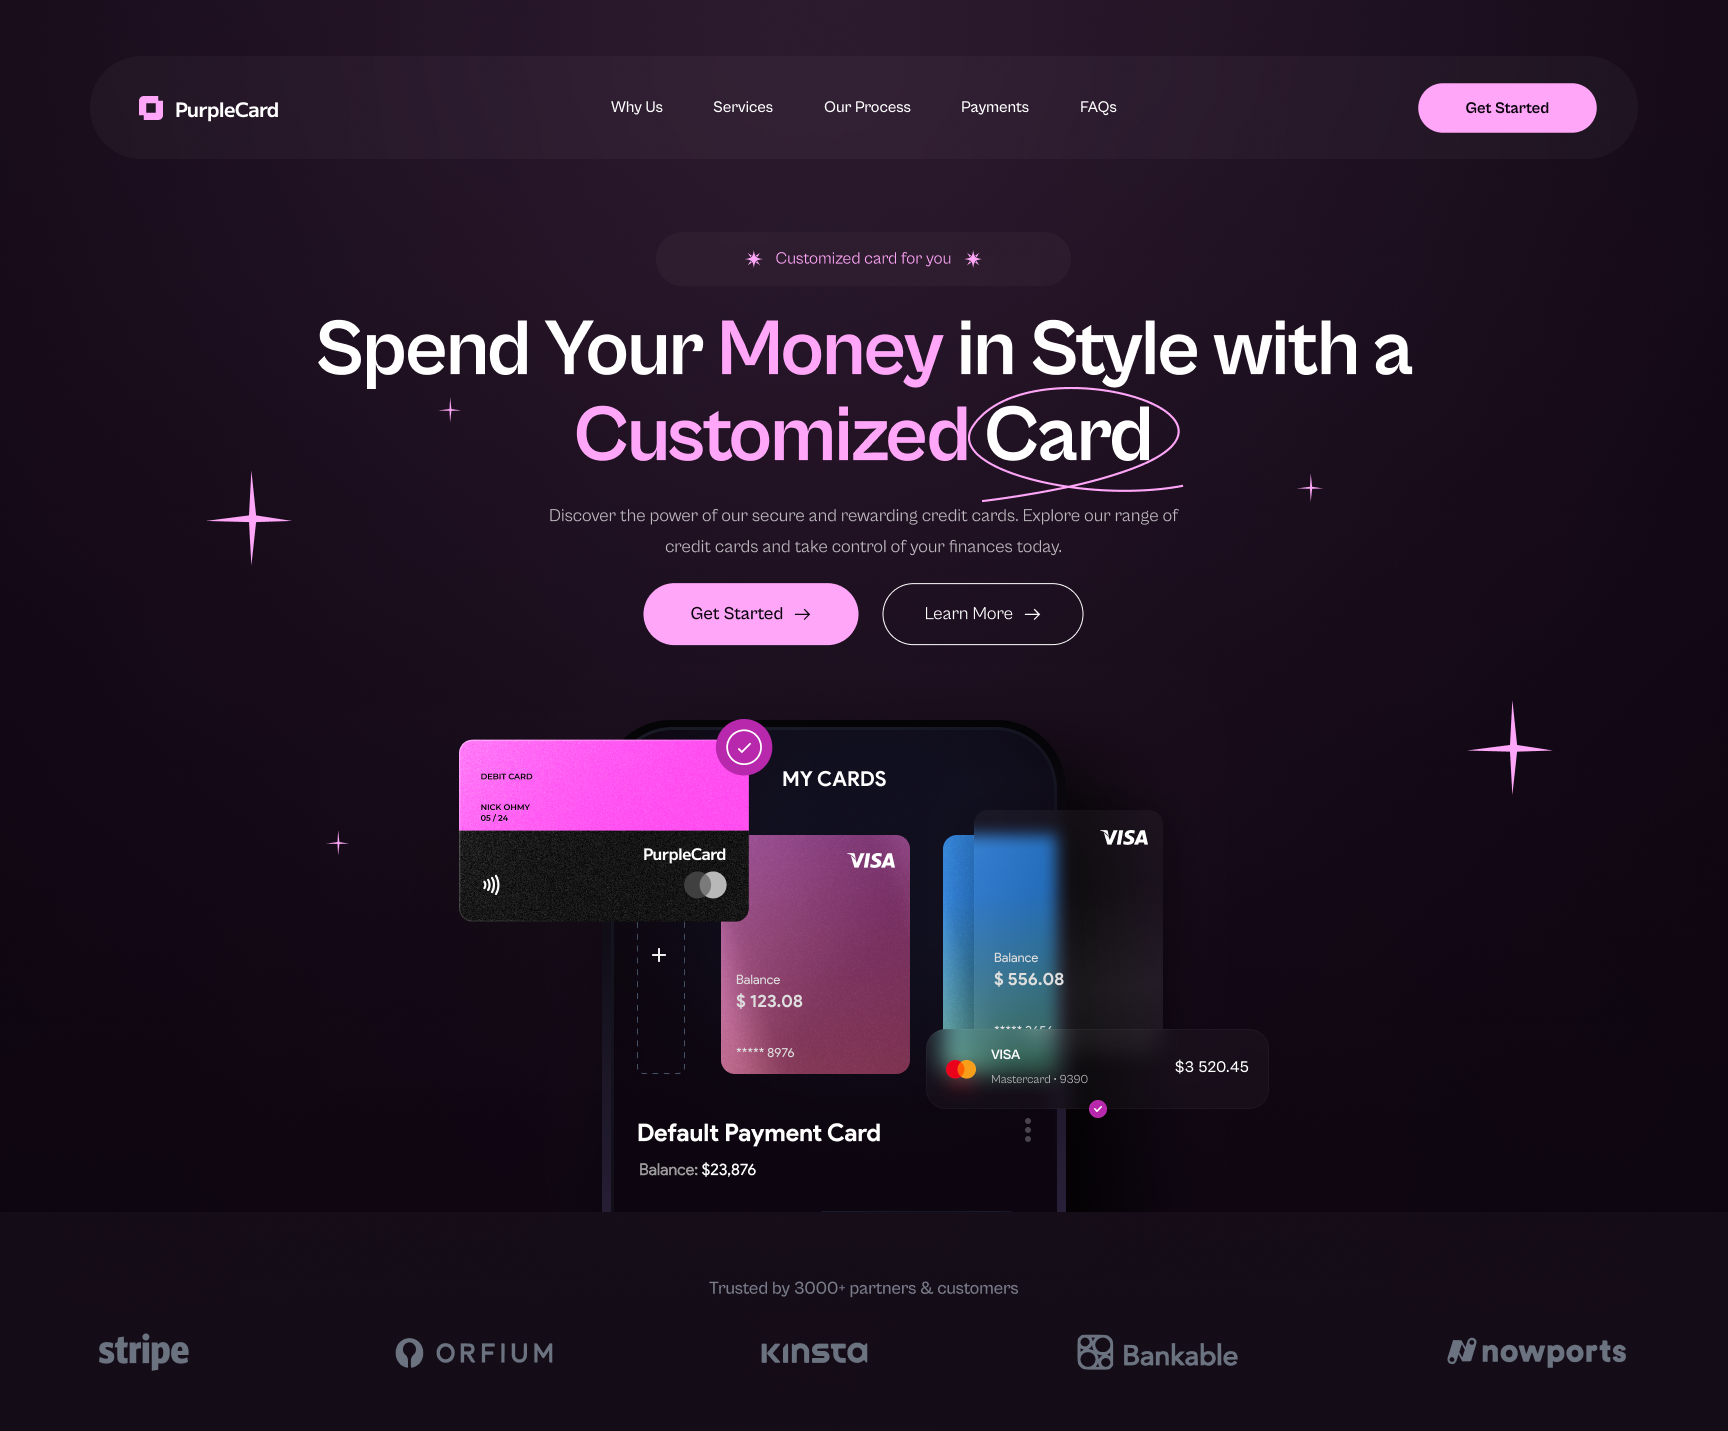 PurpleCard
Why Us
Services
Our Process
Payments
FAQs
Get Started
Customized card for you
Spend Your Money in Style with a
Customized Card
Discover the power of our secure and rewarding credit cards. Explore our range of
credit cards and take control of your finances today.
Get Started
Learn More
DEBIT CARD
NICK OHMY
05 / 24
PurpleCard
MY CARDS
VISA
Balance
$ 123.08
***** 8976
VISA
Balance
$ 556.08
VISA
Mastercard • 9390
$3 520.45
Default Payment Card
Balance: $23,876
Trusted by 3000+ partners & customers
stripe
ORFIUM
KINSTA
Bankable
nowports